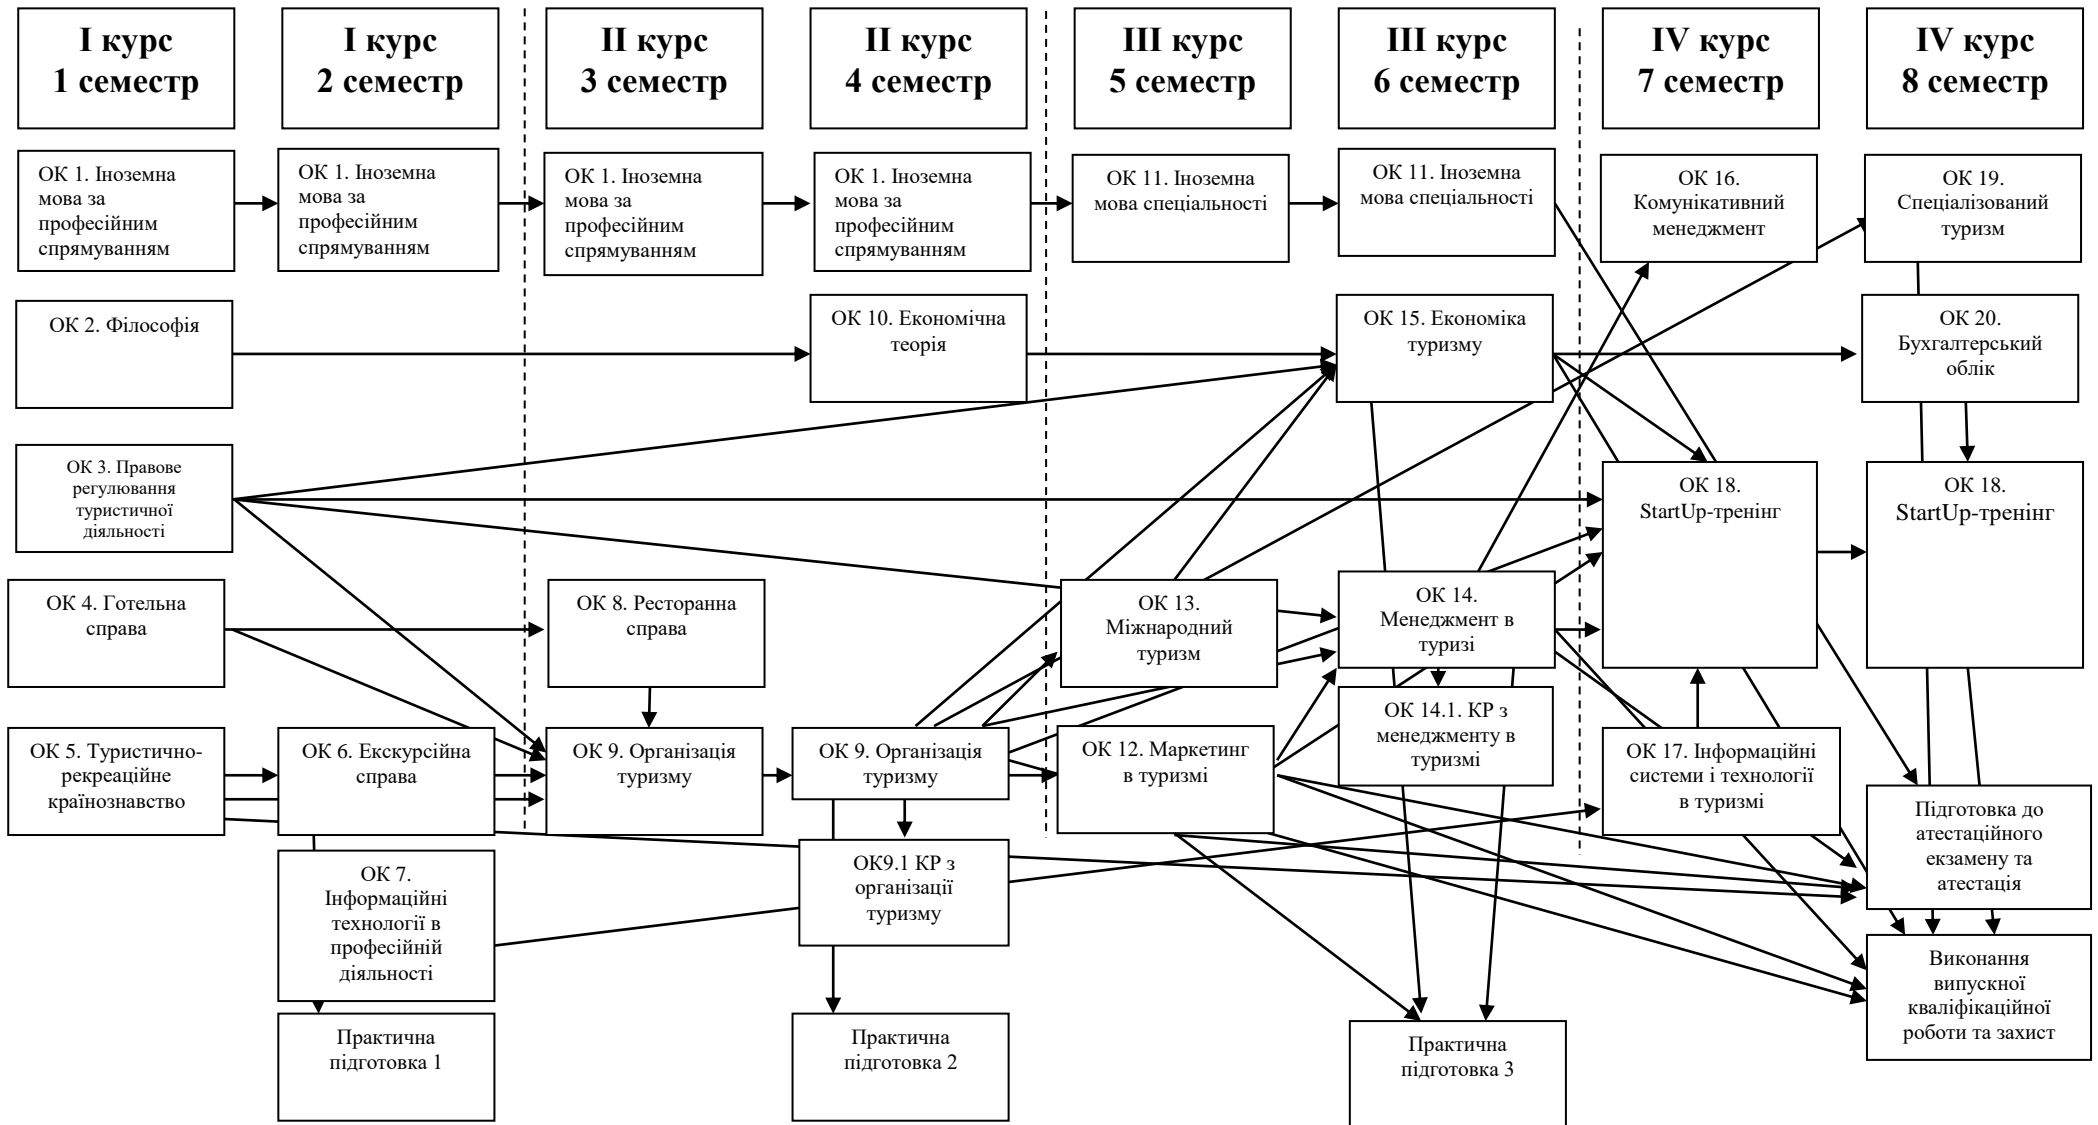 І курс
1 семестр
І курс
2 семестр
ІІ курс
3 семестр
ІІ курс
4 семестр
ІІІ курс
5 семестр
ІІІ курс
6 семестр
IV курс
7 семестр
IV курс
8 семестр
ОК 1. Іноземна
мова за
професійним
спрямуванням
ОК 1. Іноземна
мова за
професійним
спрямуванням
ОК 1. Іноземна
мова за
професійним
спрямуванням
ОК 1. Іноземна
мова за
професійним
спрямуванням
ОК 11. Іноземна
мова спеціальності
ОК 11. Іноземна
мова спеціальності
ОК 16.
Комунікативний
менеджмент
ОК 19.
Спеціалізований
туризм
ОК 2. Філософія
ОК 10. Економічна
теорія
ОК 15. Економіка
туризму
ОК 20.
Бухгалтерський
облік
ОК 3. Правове
регулювання
туристичної
діяльності
ОК 18.
StartUp-тренінг
ОК 18.
StartUp-тренінг
ОК 4. Готельна
справа
ОК 8. Ресторанна
справа
ОК 13.
Міжнародний
туризм
ОК 14.
Менеджмент в
туризі
ОК 14.1. КР з
менеджменту в
туризмі
ОК 5. Туристично-
рекреаційне
країнознавство
ОК 6. Екскурсійна
справа
ОК 9. Організація
туризму
ОК 9. Організація
туризму
ОК 12. Маркетинг
в туризмі
ОК 17. Інформаційні
системи і технології
в туризмі
Підготовка до
атестаційного
екзамену та
атестація
ОК 7.
Інформаційні
технології в
професійній
діяльності
ОК9.1 КР з
організації
туризму
Виконання
випускної
кваліфікаційної
роботи та захист
Практична
підготовка 1
Практична
підготовка 2
Практична
підготовка 3